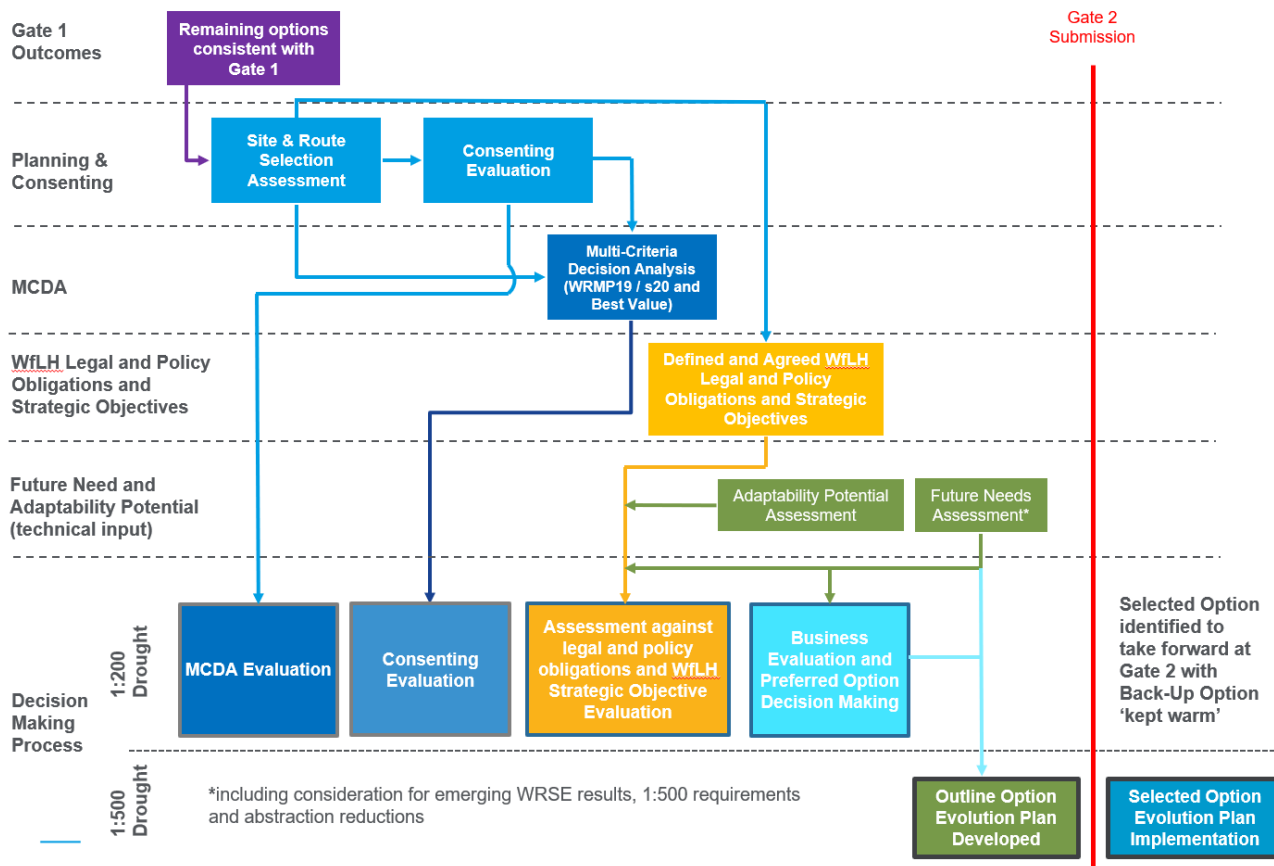 Gate 1
Outcomes
Remaining options
consistent with
Gate 1
Gate 2
Submission
Planning &
Consenting
Site & Route
Selection
Assessment
Consenting
Evaluation
MCDA
Multi-Criteria
Decision Analysis
(WRMP19 / s20 and
Best Value)
WfLH Legal and Policy
Obligations and
Strategic Objectives
Defined and Agreed WfLH
Legal and Policy
Obligations and Strategic
Objectives
Future Need and
Adaptability Potential
(technical input)
Adaptability Potential
Assessment
Future Needs
Assessment*
Decision
Making
Process
1:200
Drought
MCDA Evaluation
Consenting
Evaluation
Assessment against
legal and policy
obligations and WfLH
Strategic Objective
Evaluation
Business
Evaluation and
Preferred Option
Decision Making
Selected Option
identified to
take forward at
Gate 2 with
Back-Up Option
‘kept warm’
1:500
Drought
*including consideration for emerging WRSE results, 1:500 requirements
and abstraction reductions
Outline Option
Evolution Plan
Developed
Selected Option
Evolution Plan
Implementation